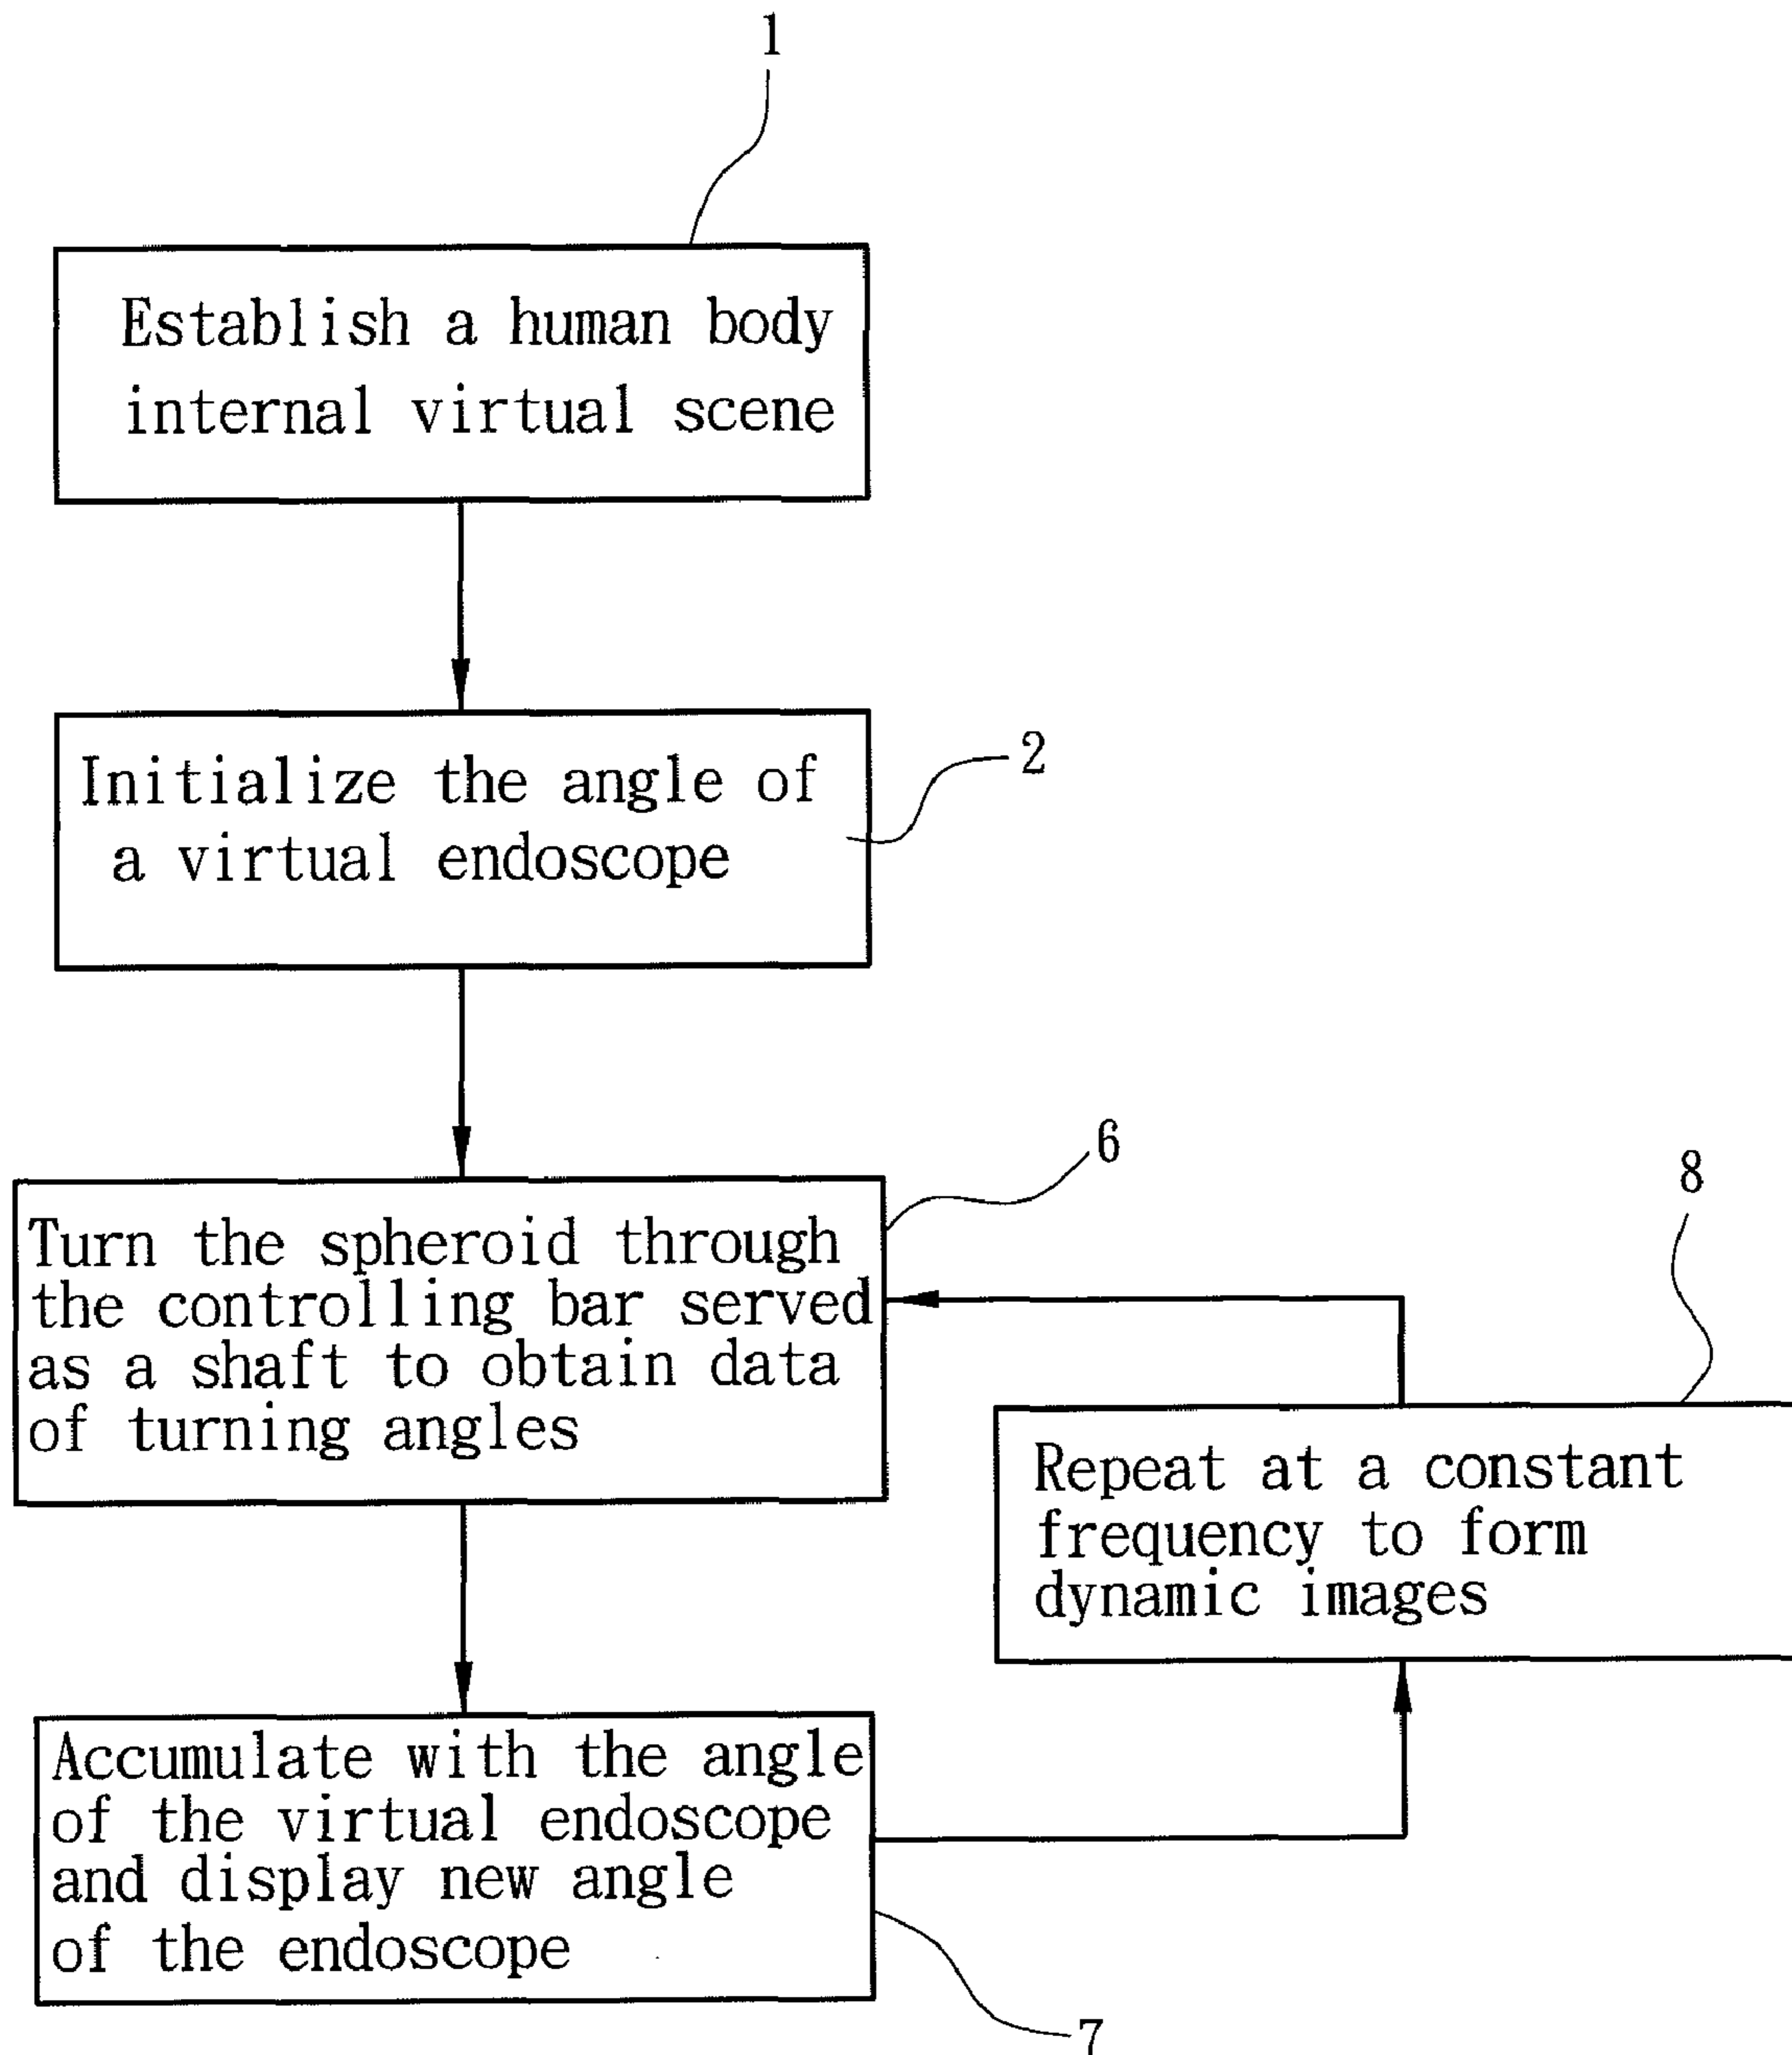 1
Establish a human body
internal virtual scene
Initialize the angle of
a virtual endoscope
2
Turn the spheroid through
the controlling bar served
as a shaft to obtain data
of turning angles
6
8
Repeat at a constant
frequency to form
dynamic images
Accumulate with the angle
of the virtual endoscope
and display new angle
of the endoscope
7